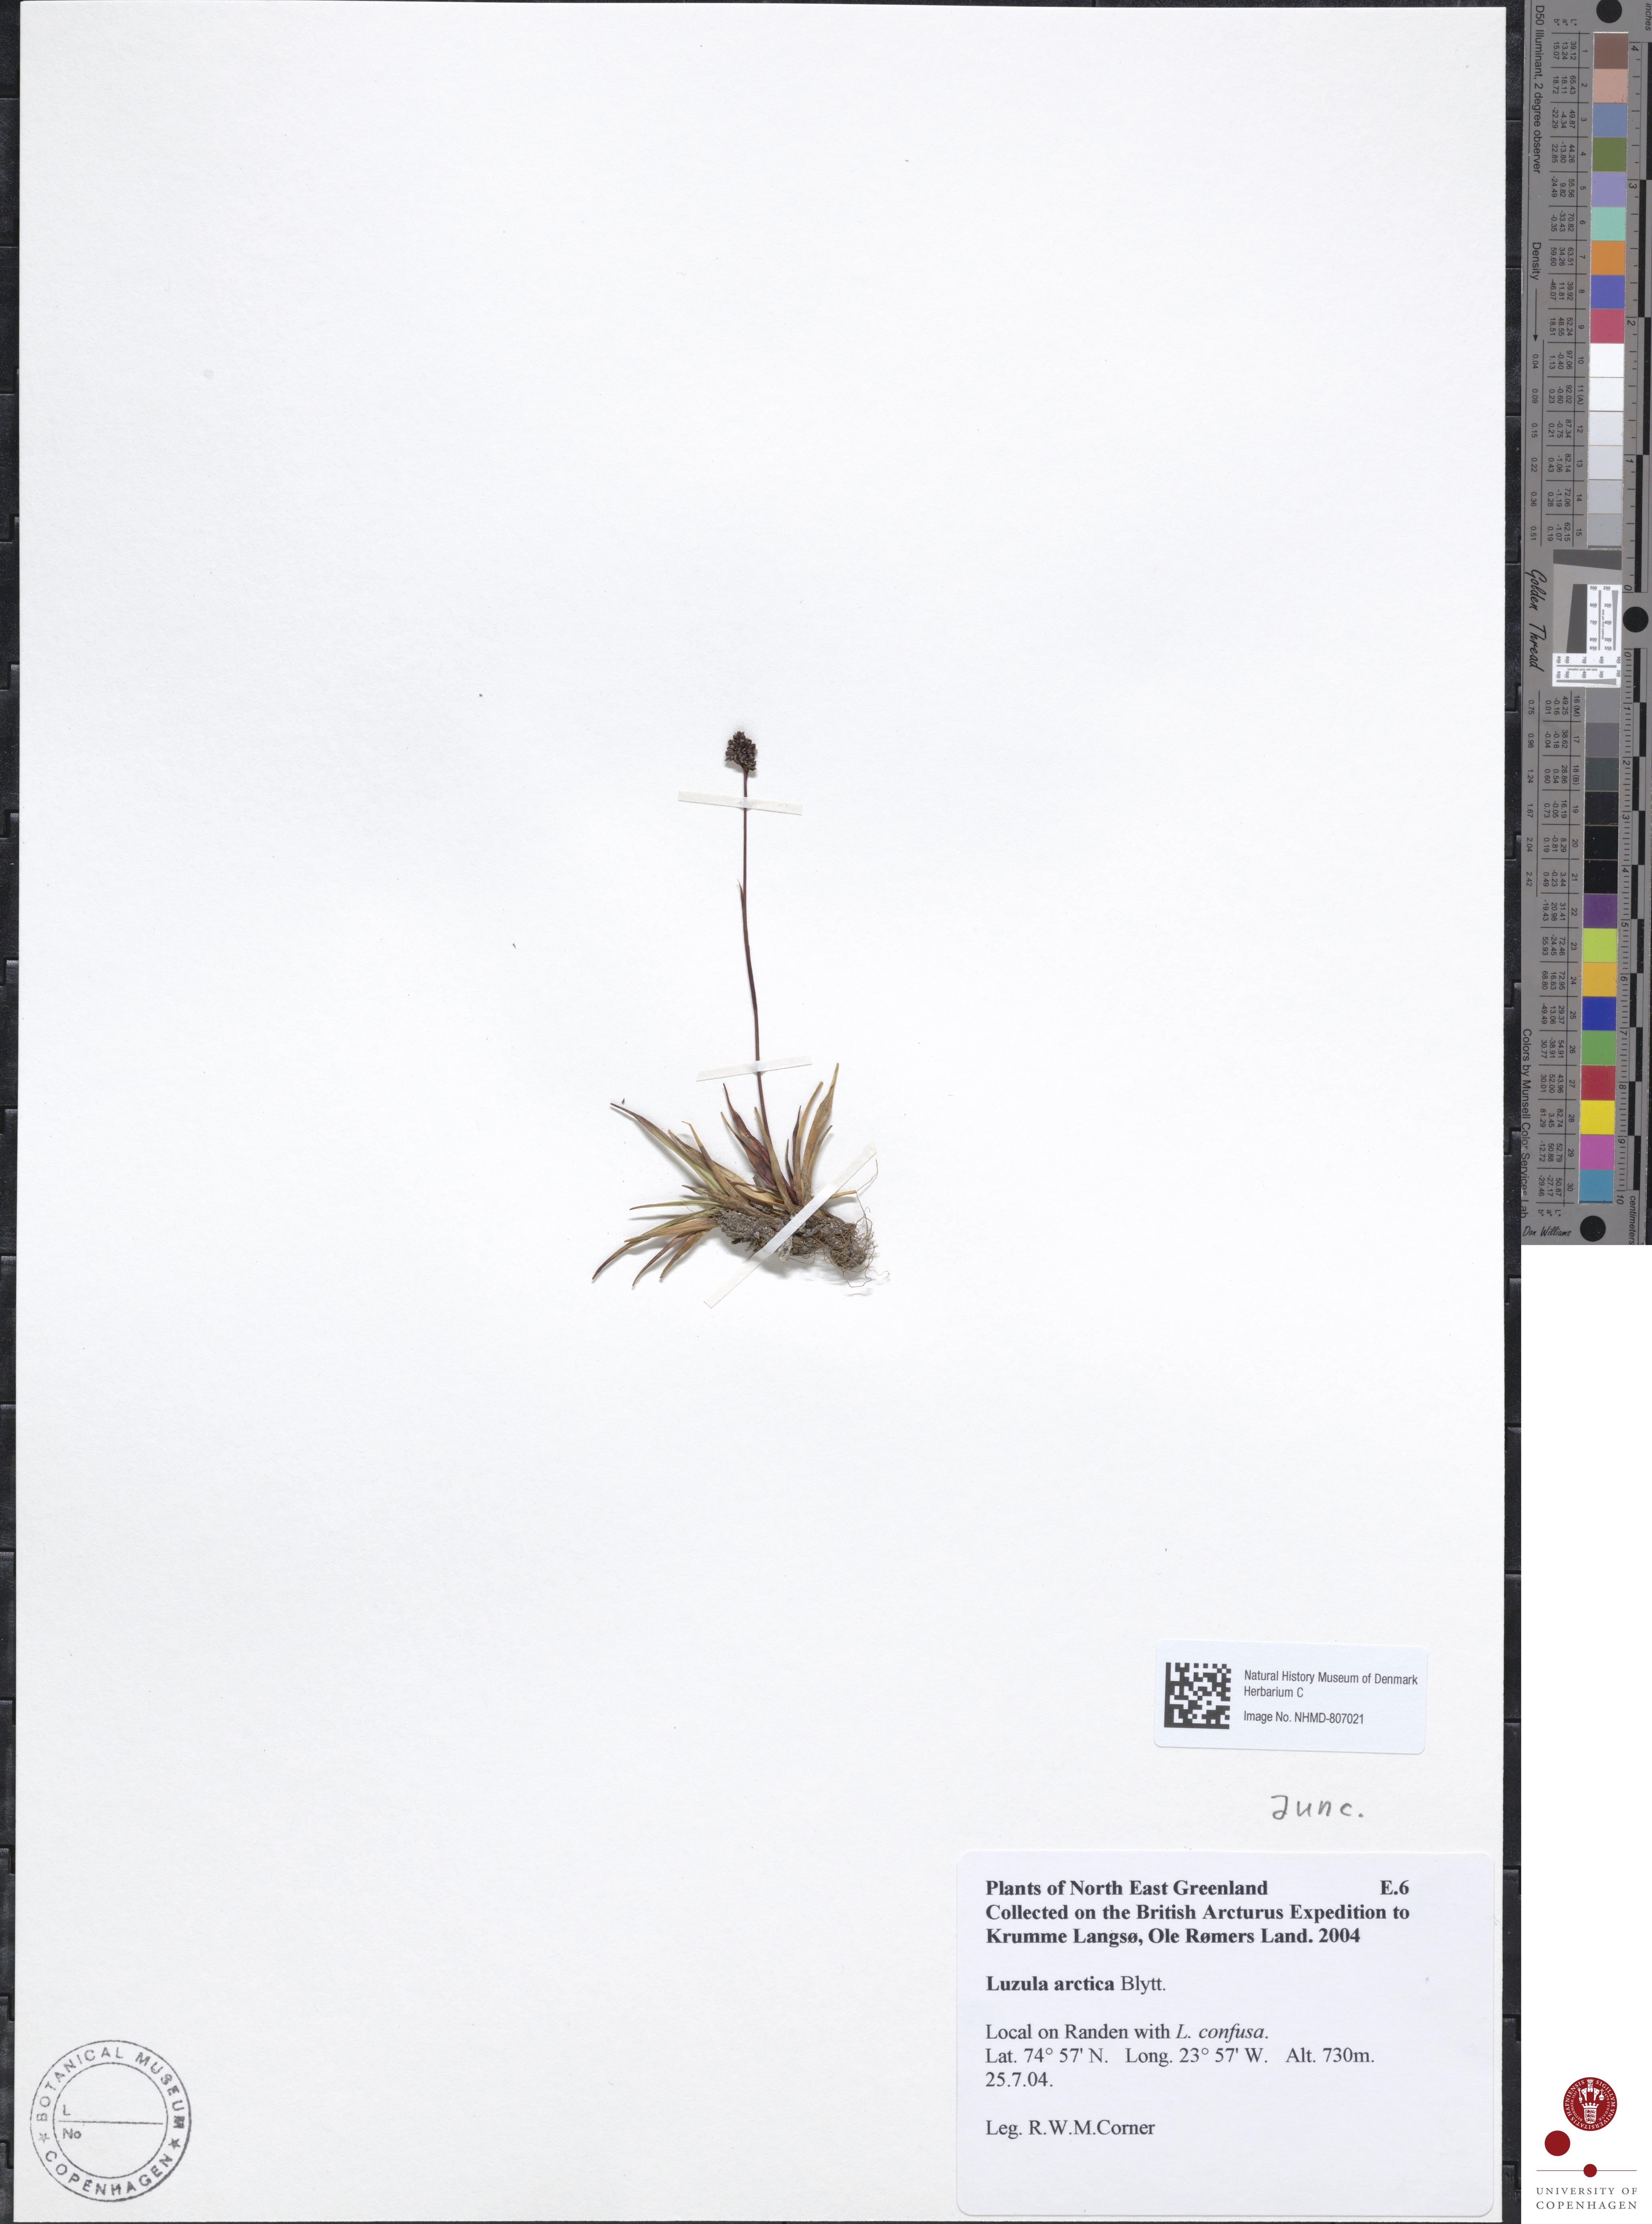 Natural History Museum of Denmark
Herbarium C
Image No. NHMD-807021
Junc.
Plants of North East Greenland E.6
Collected on the British Arcturus Expedition to
Krumme Langsø, Ole Rømers Land. 2004
Luzula arctica Blytt.
Local on Randen with L. confusa.
Lat. 74° 57' N. Long. 23° 57' W. Alt. 730m.
25.7.04.
Leg. R.W.M.Corner
BOTANICAL MUSEUM
COPENHAGEN
L
No
D50 Illuminant, 2 degree observer
Density
Golden Thread
Colors by Munsell Color Services Lab
Don Williams
inches
centimeters
UNIVERSITY OF
COPENHAGEN